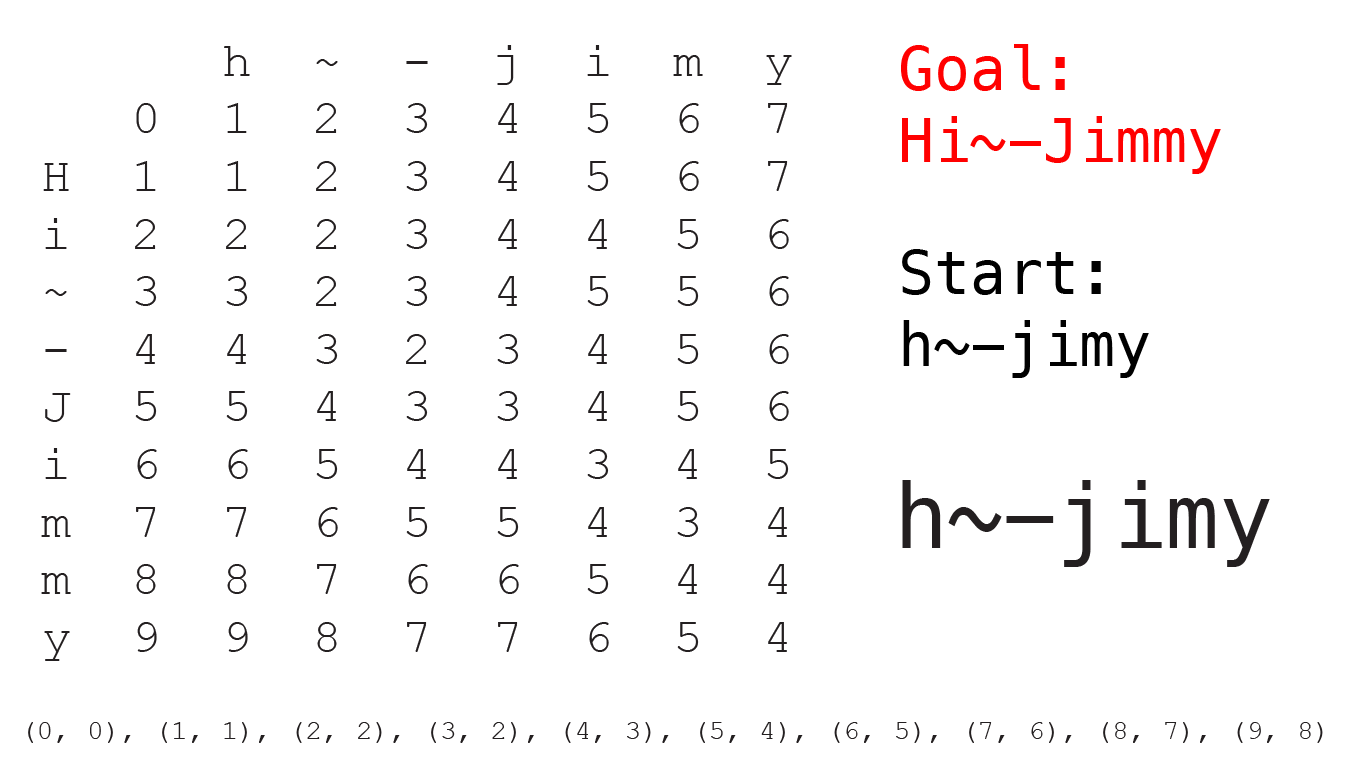 h ~ - j i m y
0 1 2 3 4 5 6 7
H 1 1 2 3 4 5 6 7
i 2 2 2 3 4 4 5 6
~ 3 3 2 3 4 5 5 6
- 4 4 3 2 3 4 5 6
J 5 5 4 3 3 4 5 6
i 6 6 5 4 4 3 4 5
m 7 7 6 5 5 4 3 4
m 8 8 7 6 6 5 4 4
y 9 9 8 7 7 6 5 4
Goal:
Hi~-Jimmy
Start:
h~-jimy
h~-jimy
(0, 0), (1, 1), (2, 2), (3, 2), (4, 3), (5, 4), (6, 5), (7, 6), (8, 7), (9, 8)